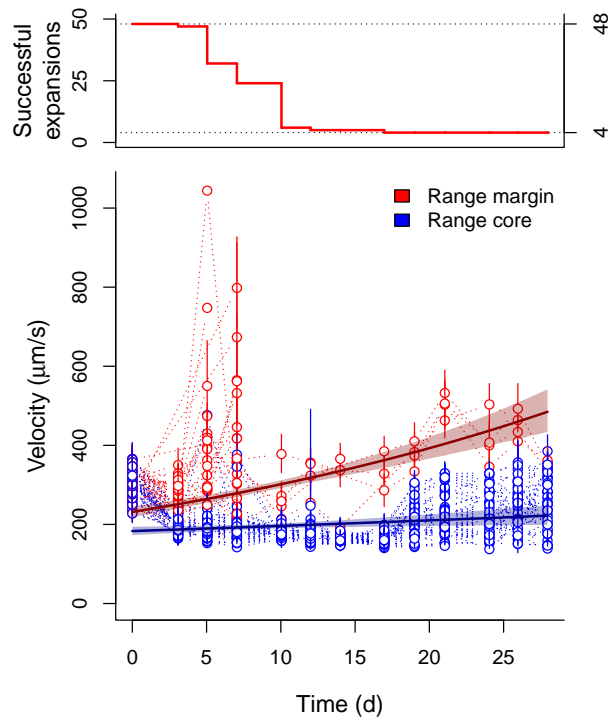 Successful
expansions
0
25
50
4
48
Range margin
Range core
Velocity (μm/s)
0
200
400
600
800
1000
0
5
10
15
20
25
Time (d)